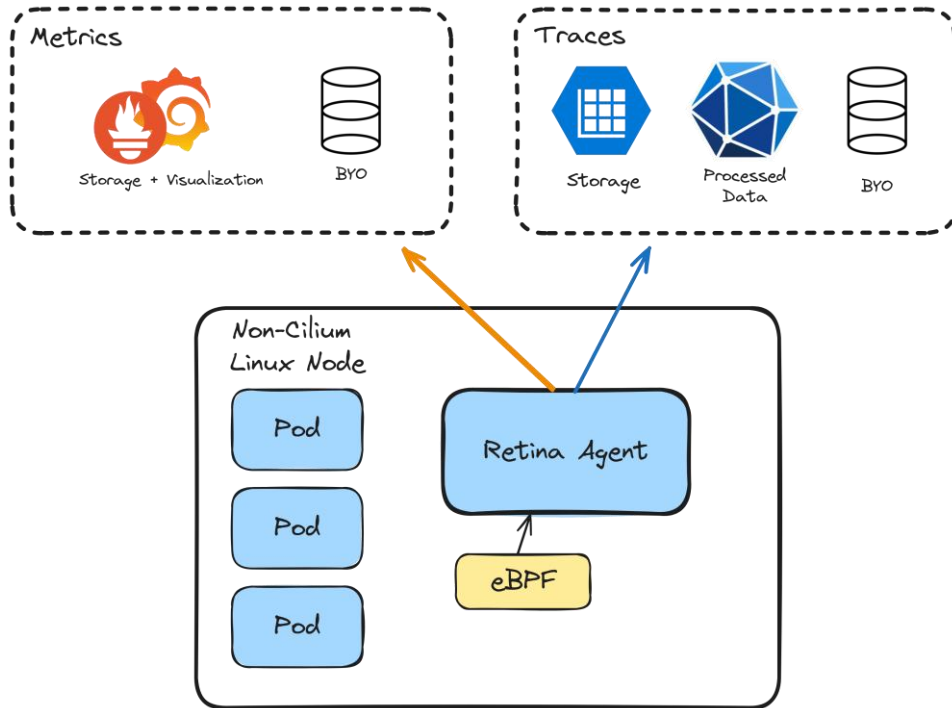 Metrics
Storage + Visualization
BYO
Traces
Storage
Processed
Data
BYO
Non-Cilium
Linux Node
Pod
Pod
Pod
Retina Agent
eBPF